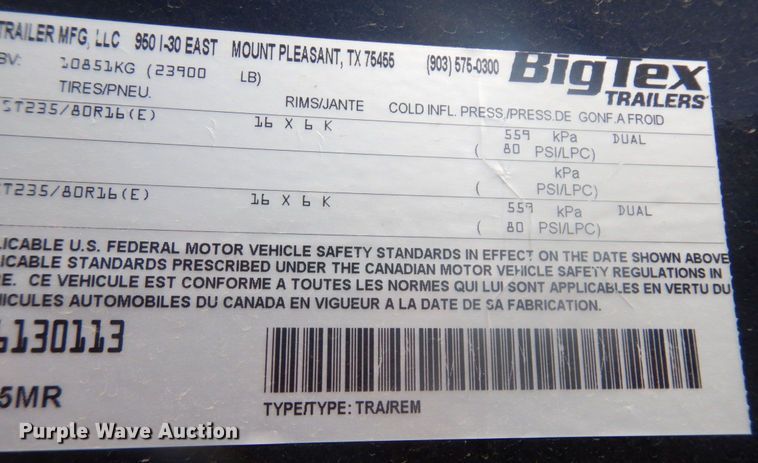 TRAILER MFG, LLC 950 I-30 EAST MOUNT PLEASANT, TX 75455 (903) 575-0300 BigTex TRAILERS
BV: 10851KG (23900 LB)
TIRES/PNEU. RIMS/JANTE COLD INFL. PRESS./PRESS.DE GONF.A FROID
ST235/80R16(E) 16 X 6 K 559 kPa DUAL
( 80 PSI/LPC)
kPa
( PSI/LPC)
T235/80R16(E) 16 X 6 K 559 kPa DUAL
( 80 PSI/LPC)
LICABLE U.S. FEDERAL MOTOR VEHICLE SAFETY STANDARDS IN EFFECT ON THE DATE SHOWN ABOVE
ICABLE STANDARDS PRESCRIBED UNDER THE CANADIAN MOTOR VEHICLE SAFETY REGULATIONS IN
RE. CE VEHICULE EST CONFORME A TOUTES LES NORMES QUI LUI SONT APPLICABLES EN VERTU DU
HICULES AUTOMOBILES DU CANADA EN VIGUEUR A LA DATE DE SA FABRICATION.
6130113
5MR
TYPE/TYPE: TRA/REM
Purple Wave Auction